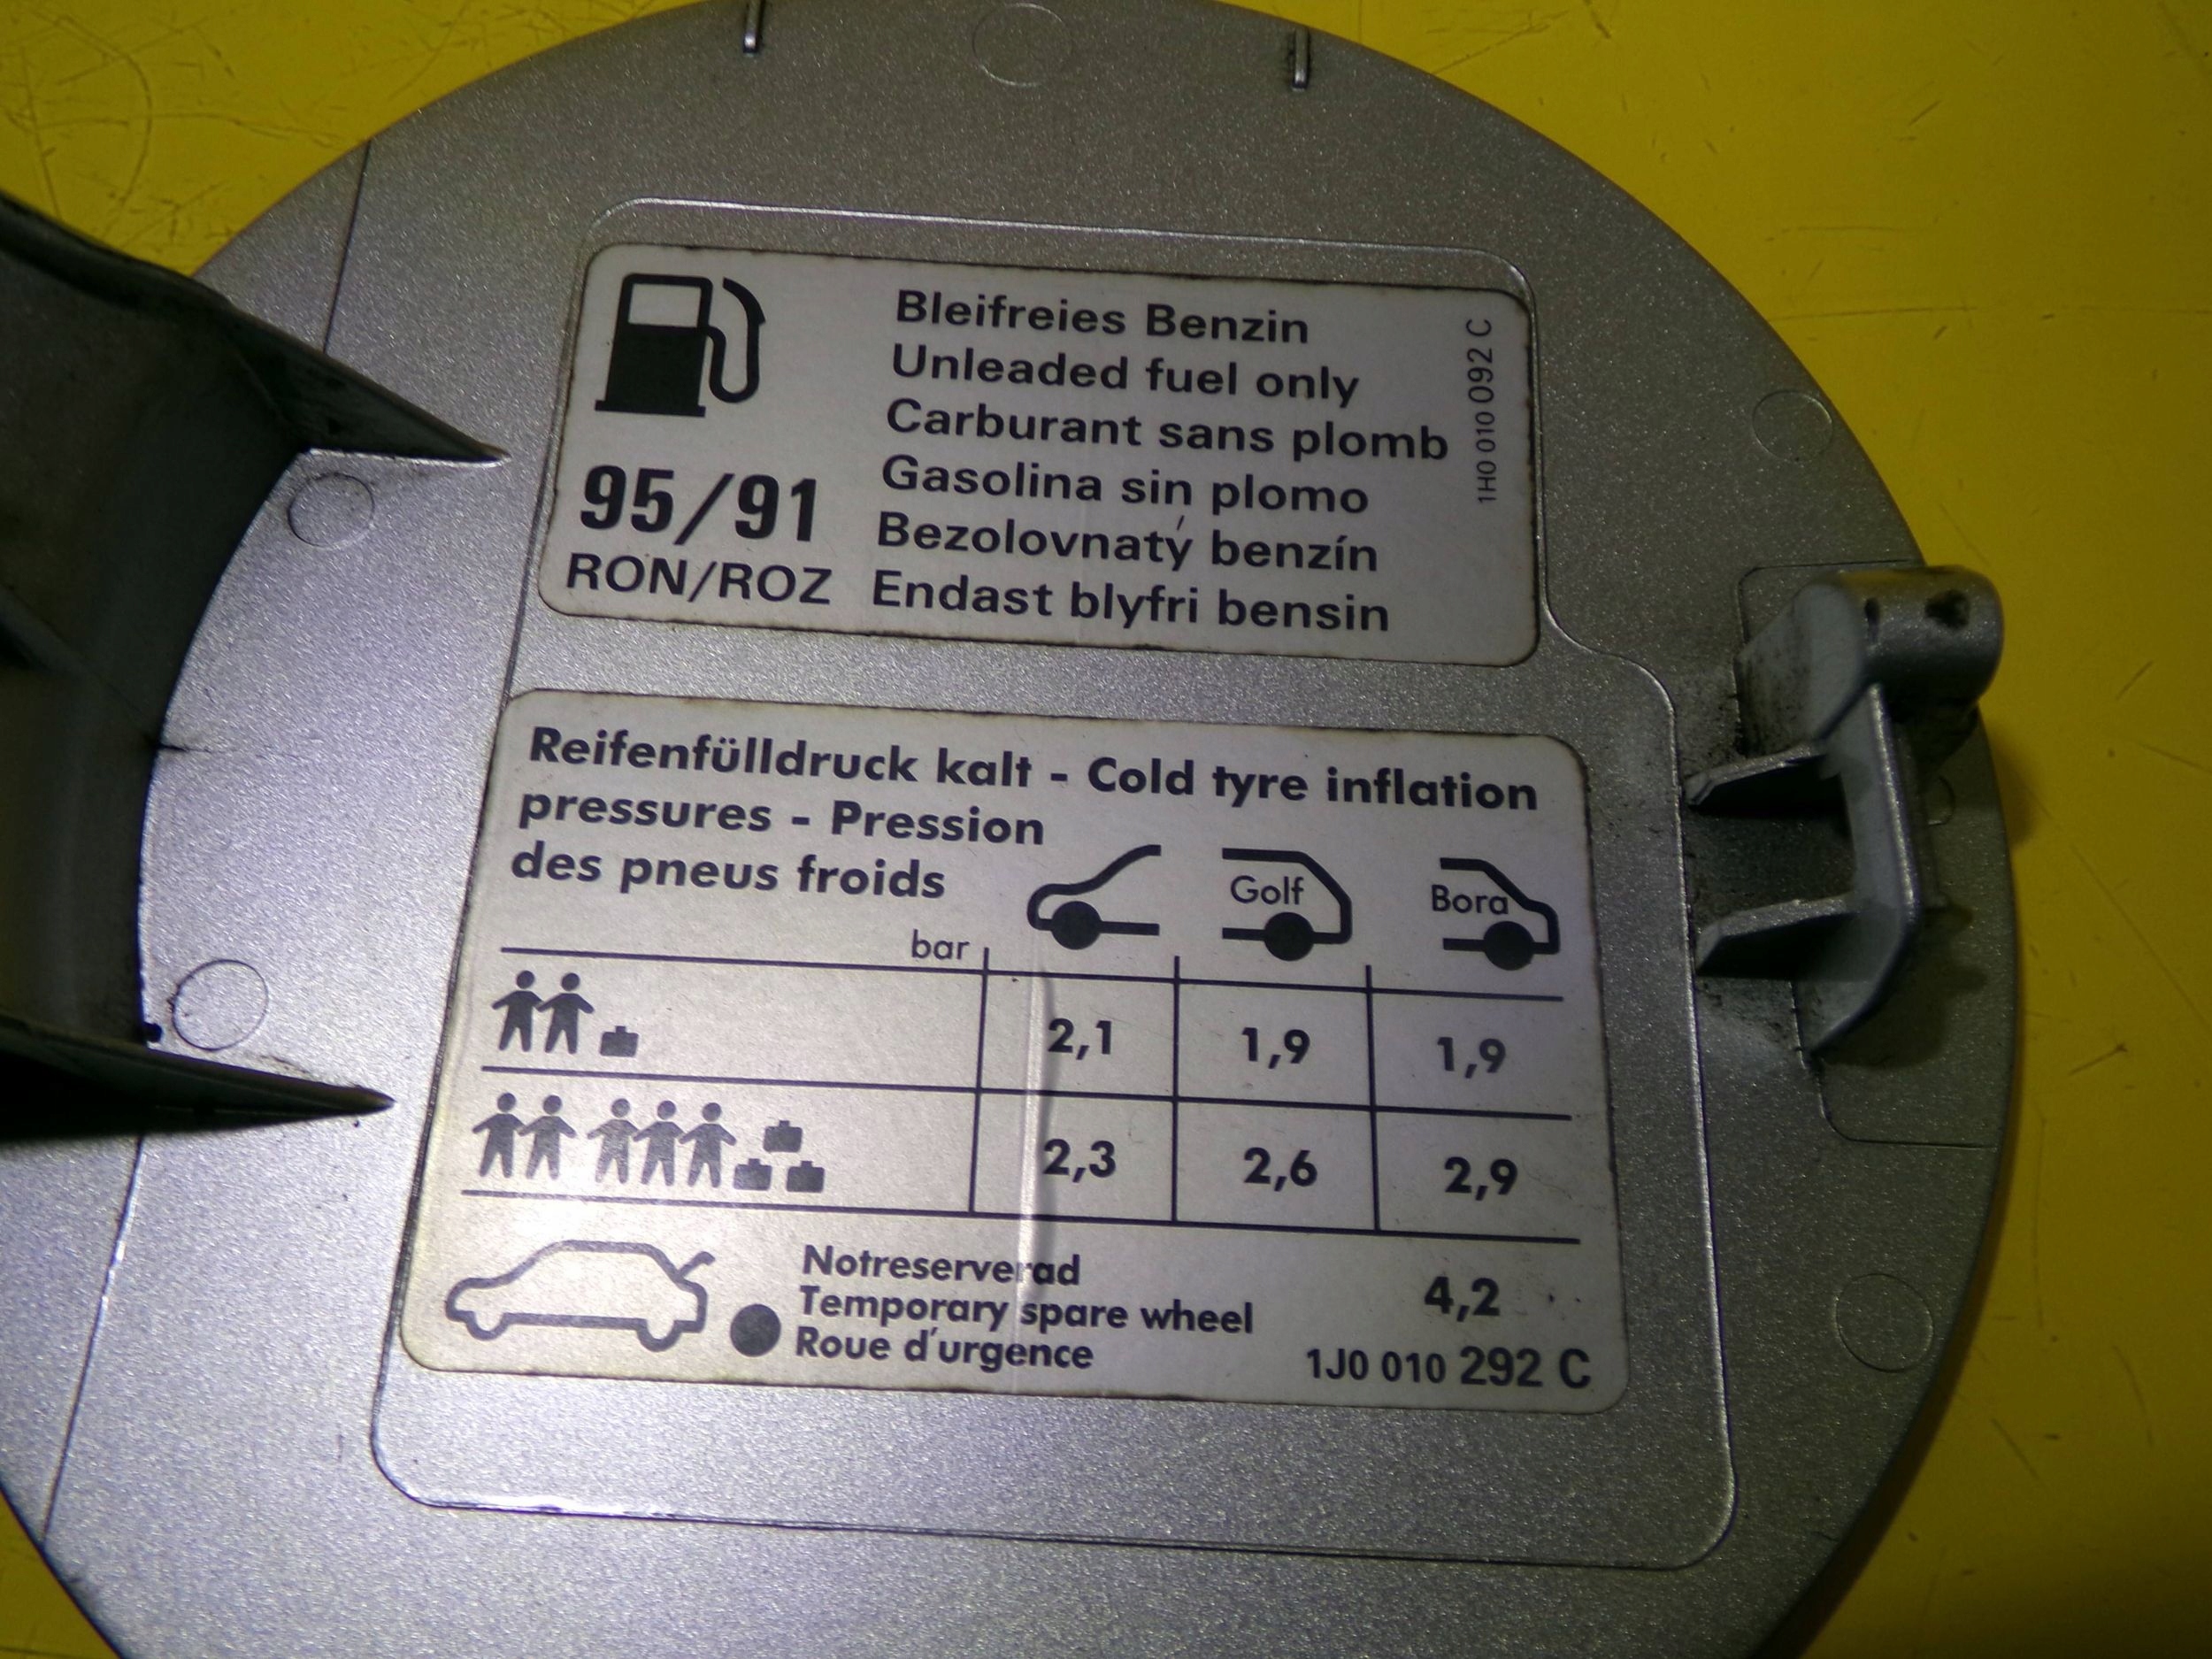 Bleifreies Benzin
Unleaded fuel only
Carburant sans plomb
Gasolina sin plomo
Bezolovnatý benzín
Endast blyfri bensin
95/91
RON/ROZ
1H0 010 092 C
Reifenfülldruck kalt - Cold tyre inflation
pressures - Pression
des pneus froids
Golf
Bora
bar
2,1 1,9 1,9
2,3 2,6 2,9
Notreserverad
Temporary spare wheel
Roue d'urgence
4,2
1J0 010 292 C